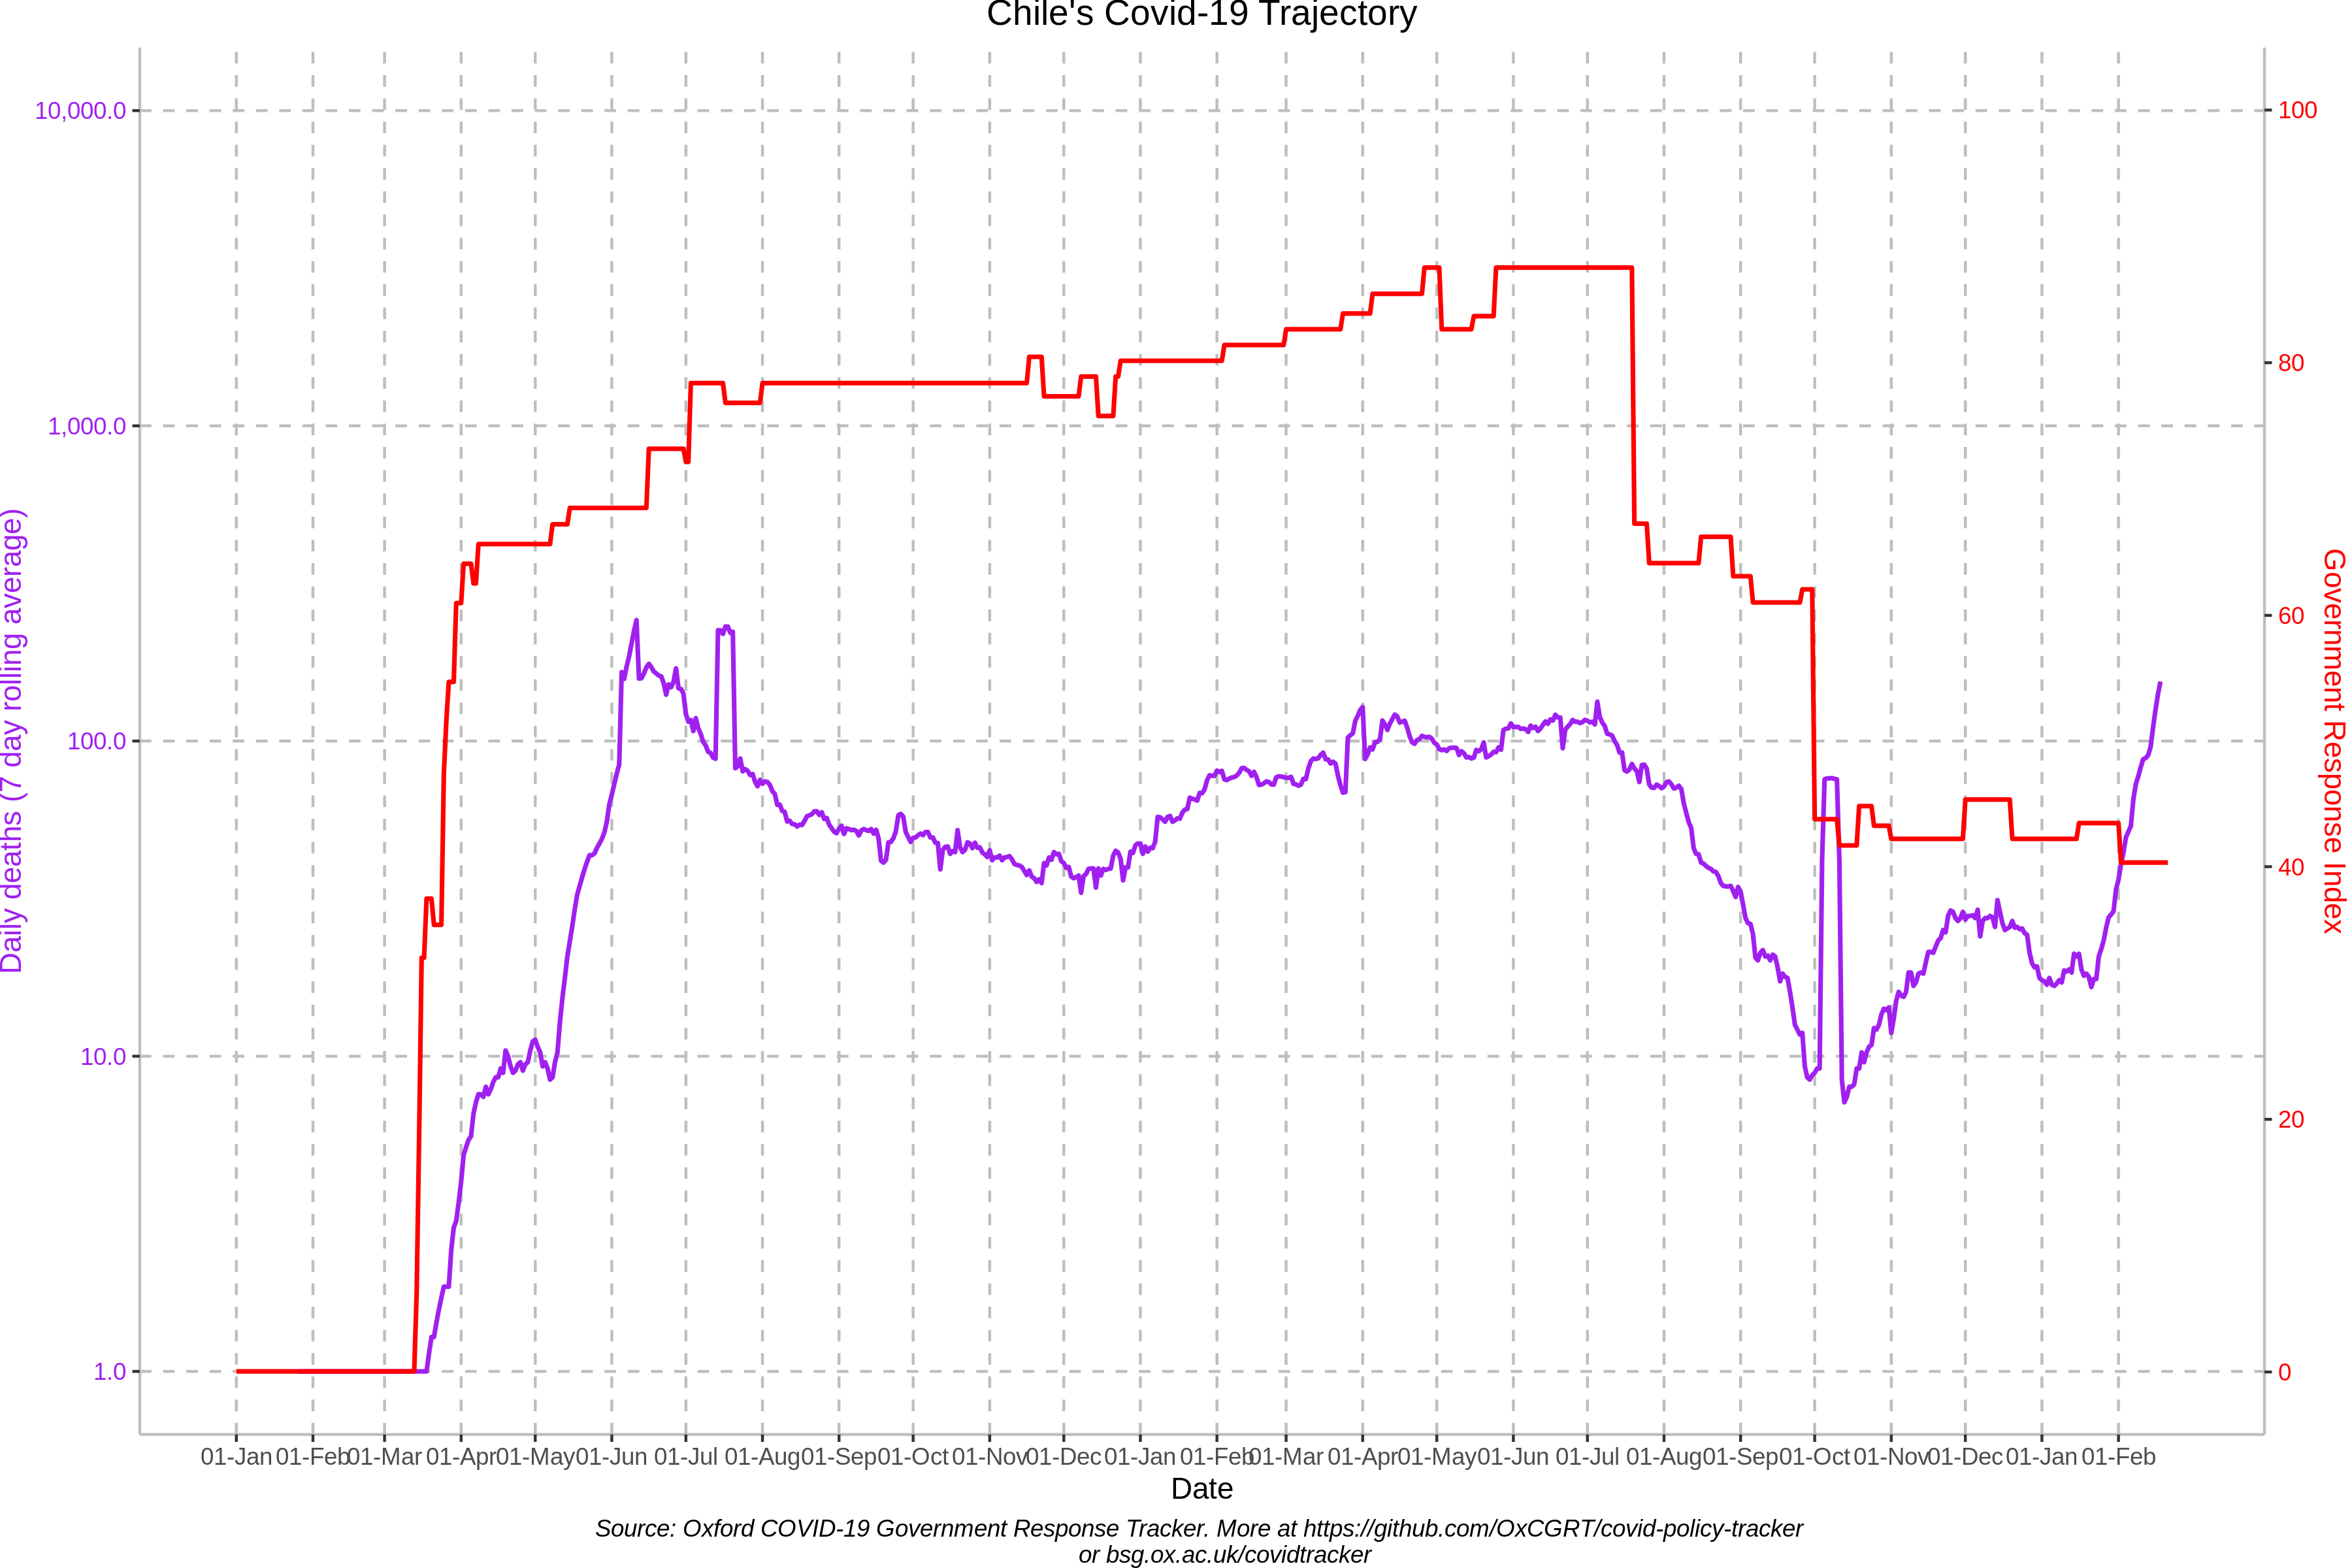 Chile's Covid-19 Trajectory
10,000.0
1,000.0
100.0
10.0
1.0
Daily deaths (7 day rolling average)
100
80
60
40
20
0
Government Response Index
01-Jan 01-Feb 01-Mar 01-Apr 01-May 01-Jun 01-Jul 01-Aug 01-Sep 01-Oct 01-Nov 01-Dec 01-Jan 01-Feb 01-Mar 01-Apr 01-May 01-Jun 01-Jul 01-Aug 01-Sep 01-Oct 01-Nov 01-Dec 01-Jan 01-Feb
Date
Source: Oxford COVID-19 Government Response Tracker. More at https://github.com/OxCGRT/covid-policy-tracker
or bsg.ox.ac.uk/covidtracker